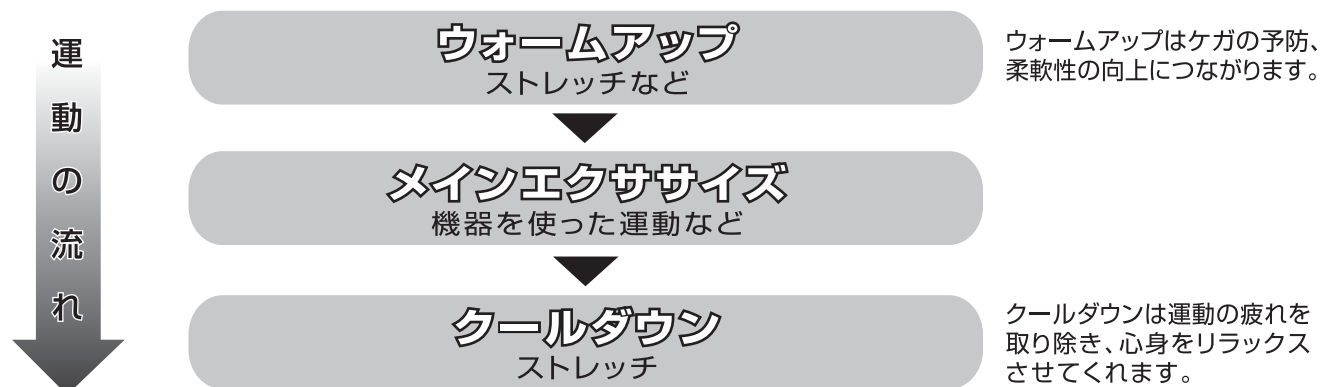 運動の流れ
ウォームアップ
ストレッチなど
ウォームアップはケガの予防、
柔軟性の向上につながります。
メインエクササイズ
機器を使った運動など
クールダウン
ストレッチ
クールダウンは運動の疲れを
取り除き、心身をリラックス
させてくれます。